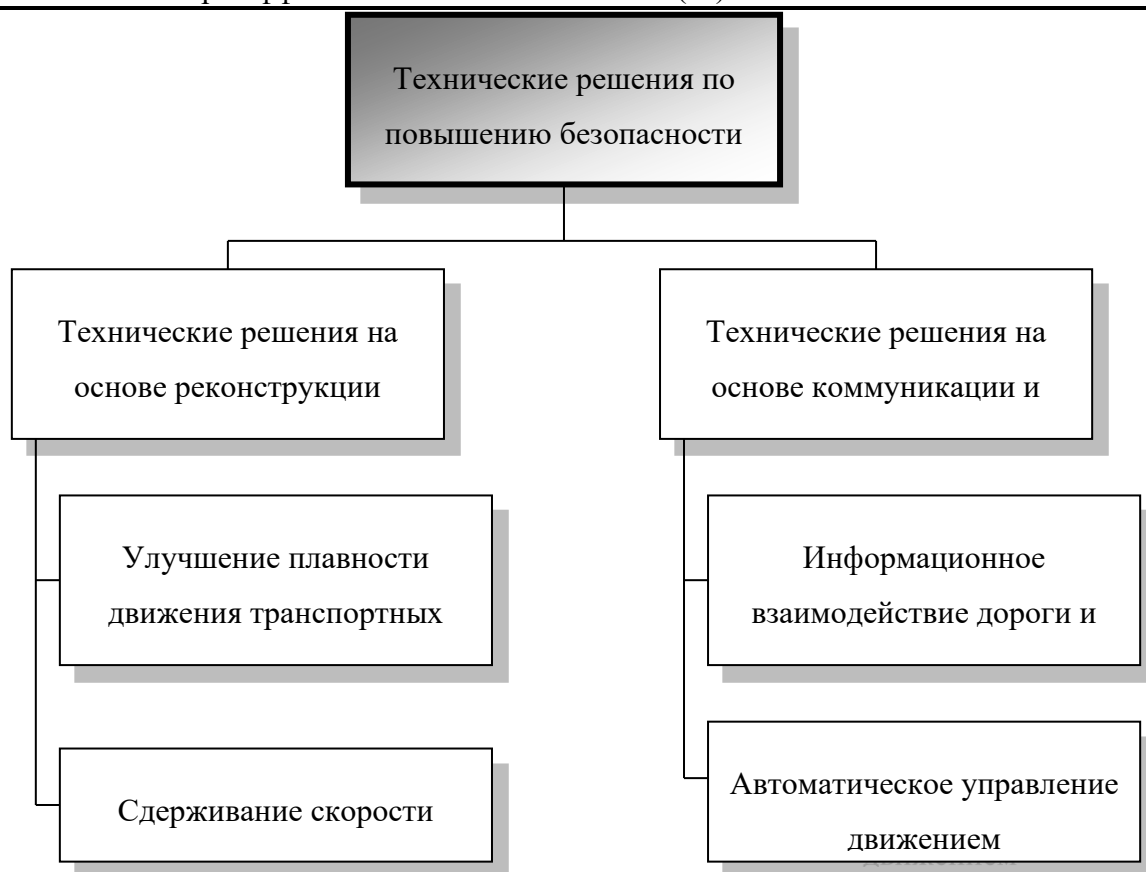 Технические решения по
повышению безопасности
Технические решения на
основе реконструкции
Технические решения на
основе коммуникации и
Улучшение плавности
движения транспортных
Информационное
взаимодействие дороги и
Сдерживание скорости
Автоматическое управление
движением